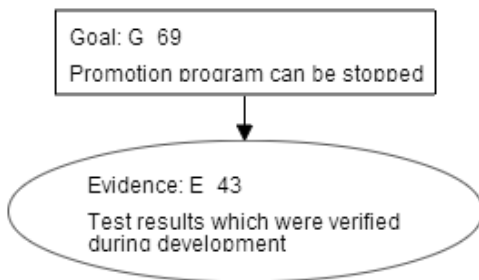 Goal: G 69
Promotion program can be stopped
Evidence: E 43
Test results which were verified
during development